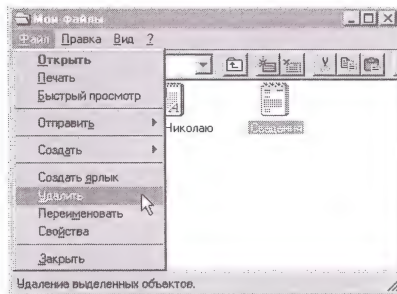 Мои файлы
Файл Правка Вид ?
Открыть
Печать
Быстрый просмотр
Отправить
Создать
Создать ярлык
Удалить
Переименовать
Свойства
Закрыть
Николаю
Удаление выделенных объектов.